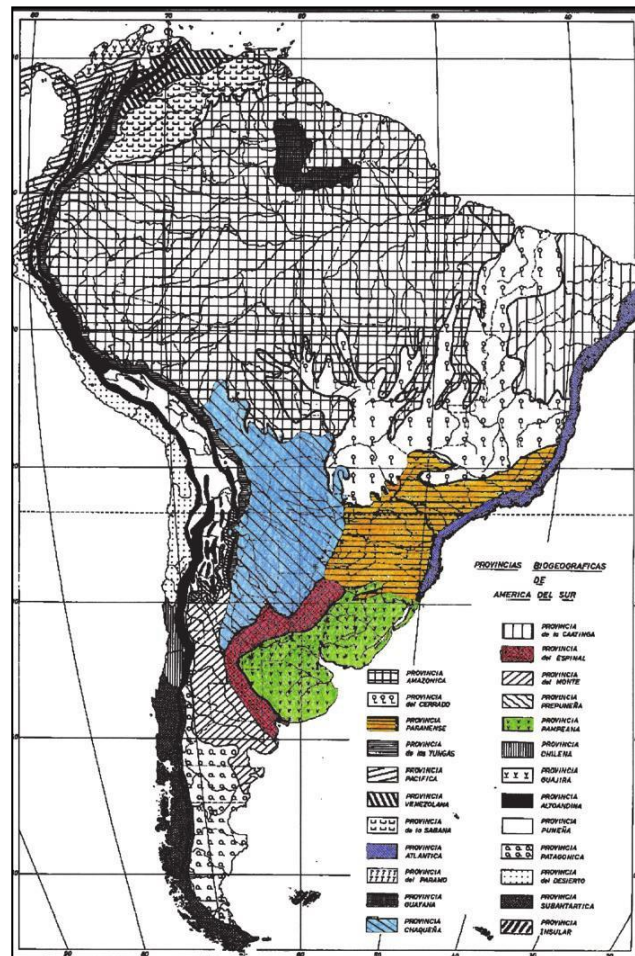 PROVINCIAS BIOGEOGRAFICAS
DE
AMERICA DEL SUR
PROVINCIA
AMAZONICA
PROVINCIA
del CERRADO
PROVINCIA
PARANENSE
PROVINCIA
de las YUNGAS
PROVINCIA
PACIFICA
PROVINCIA
VENEZOLANA
PROVINCIA
de la SABANA
PROVINCIA
ATLANTICA
PROVINCIA
del PARAMO
PROVINCIA
GUAYANA
PROVINCIA
CHAQUEÑA
PROVINCIA
de la CAATINGA
PROVINCIA
del ESPINAL
PROVINCIA
del MONTE
PROVINCIA
PREPUNEÑA
PROVINCIA
PAMPEANA
PROVINCIA
CHILENA
PROVINCIA
GUAJIRA
PROVINCIA
ALTOANDINA
PROVINCIA
PUNEÑA
PROVINCIA
PATAGONICA
PROVINCIA
del DESIERTO
PROVINCIA
SUBANTARTICA
PROVINCIA
INSULAR